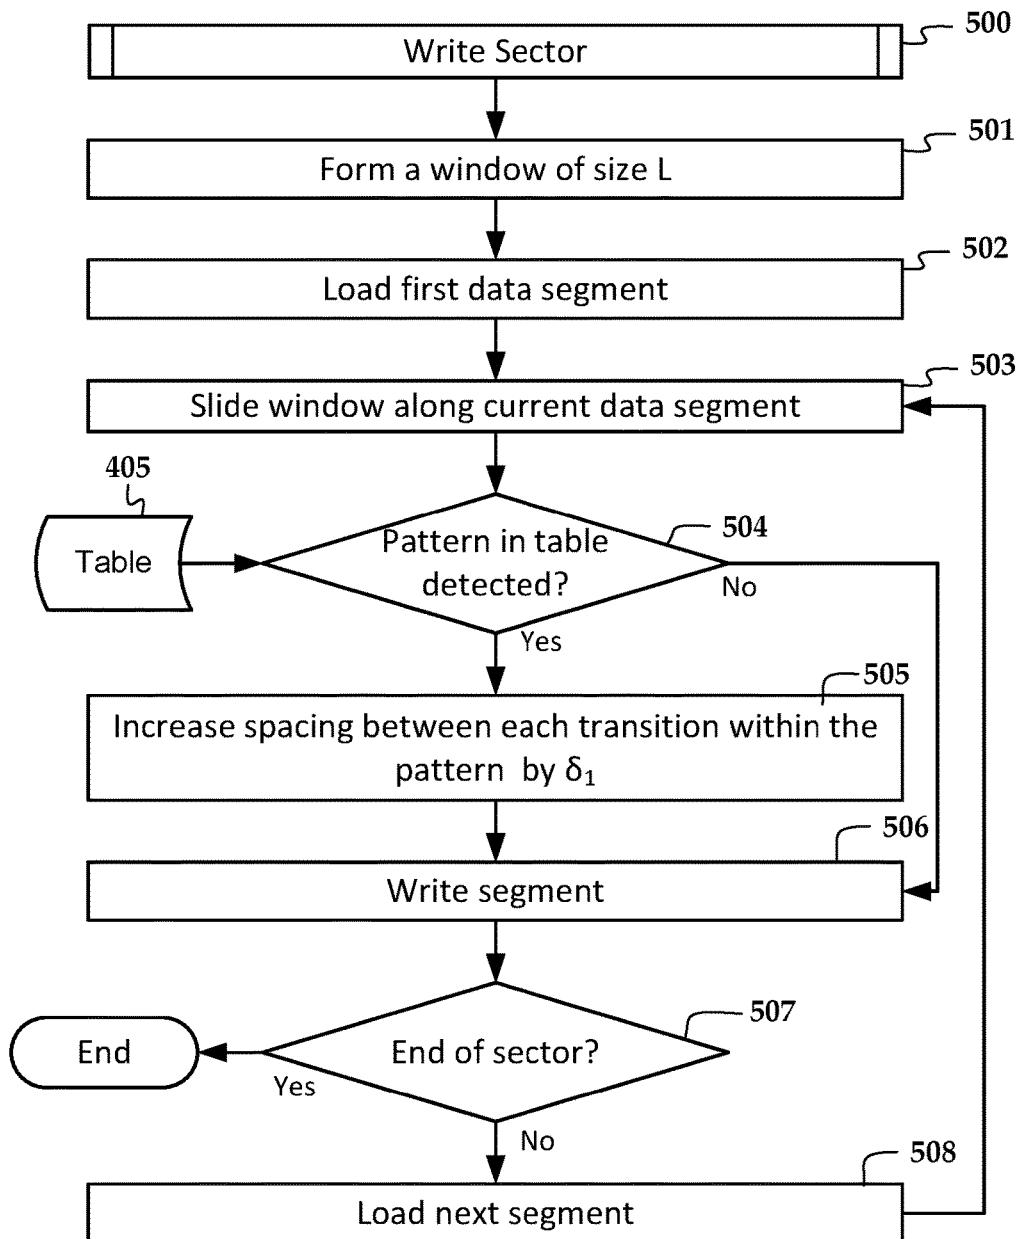 500
Write Sector
501
Form a window of size L
502
Load first data segment
503
Slide window along current data segment
405
Table
504
Pattern in table
detected?
No
Yes
505
Increase spacing between each transition within the
pattern by δ₁
506
Write segment
507
End of sector?
End
Yes
No
508
Load next segment